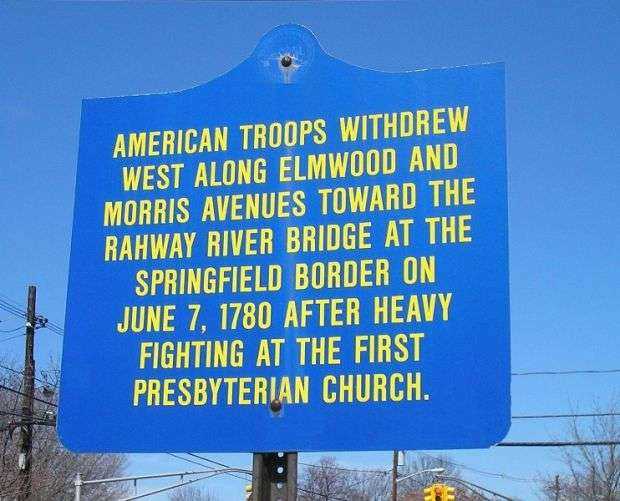 AMERICAN TROOPS WITHDREW
WEST ALONG ELMWOOD AND
MORRIS AVENUES TOWARD THE
RAHWAY RIVER BRIDGE AT THE
SPRINGFIELD BORDER ON
JUNE 7, 1780 AFTER HEAVY
FIGHTING AT THE FIRST
PRESBYTERIAN CHURCH.